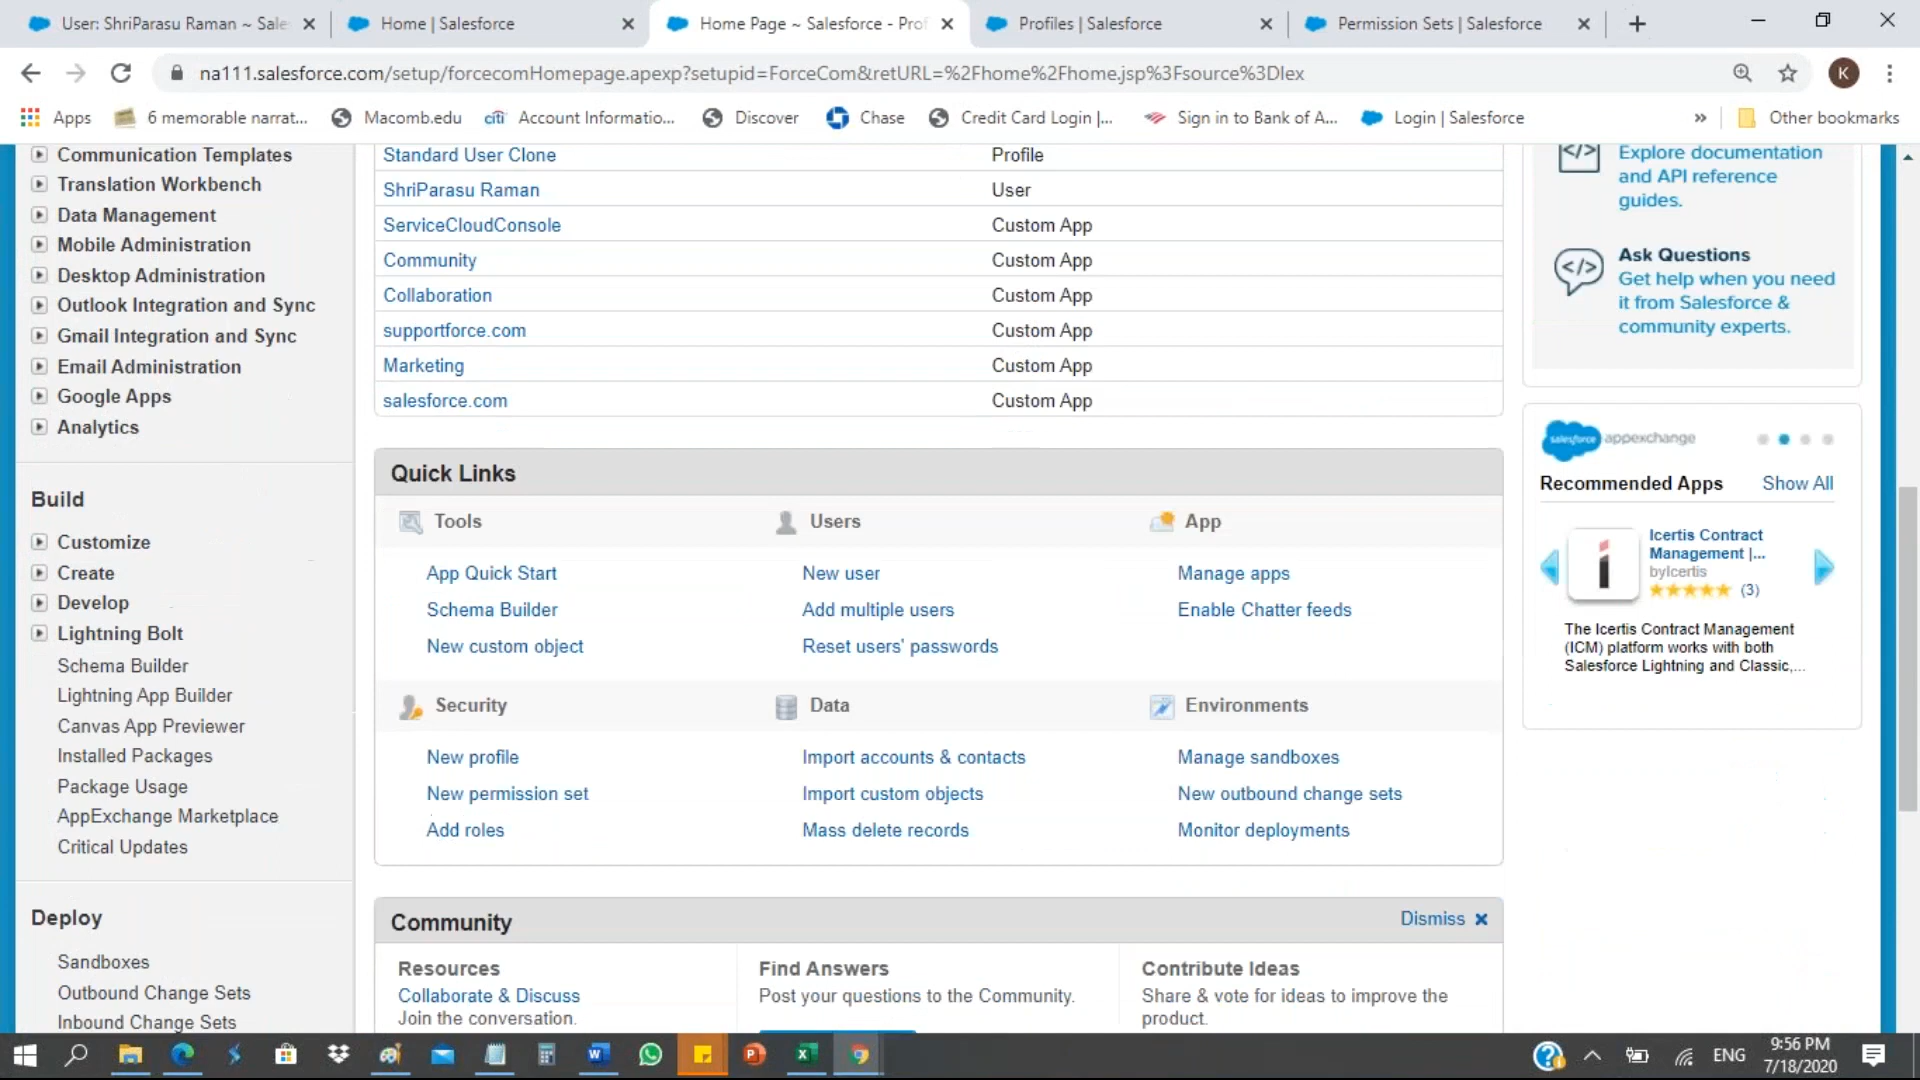 User: ShriParasu Raman ~ Sale
Home | Salesforce
Home Page ~ Salesforce - Prof
Profiles | Salesforce
Permission Sets | Salesforce
na111.salesforce.com/setup/forcecomHomepage.apexp?setupid=ForceCom&retURL=%2Fhome%2Fhome.jsp%3Fsource%3Dlex
K
Apps
6 memorable narrat...
Macomb.edu
citi Account Informatio...
Discover
Chase
Credit Card Login |...
Sign in to Bank of A...
Login | Salesforce
»
Other bookmarks
Communication Templates
Translation Workbench
Data Management
Mobile Administration
Desktop Administration
Outlook Integration and Sync
Gmail Integration and Sync
Email Administration
Google Apps
Analytics
Build
Customize
Create
Develop
Lightning Bolt
Schema Builder
Lightning App Builder
Canvas App Previewer
Installed Packages
Package Usage
AppExchange Marketplace
Critical Updates
Deploy
Sandboxes
Outbound Change Sets
Inbound Change Sets
Standard User Clone Profile
ShriParasu Raman User
ServiceCloudConsole Custom App
Community Custom App
Collaboration Custom App
supportforce.com Custom App
Marketing Custom App
salesforce.com Custom App
Quick Links
Tools Users App
App Quick Start New user Manage apps
Schema Builder Add multiple users Enable Chatter feeds
New custom object Reset users' passwords
Security Data Environments
New profile Import accounts & contacts Manage sandboxes
New permission set Import custom objects New outbound change sets
Add roles Mass delete records Monitor deployments
Community Dismiss
Resources
Collaborate & Discuss
Join the conversation.
Find Answers
Post your questions to the Community.
Contribute Ideas
Share & vote for ideas to improve the
product.
</> Explore documentation
and API reference
guides.
</> Ask Questions
Get help when you need
it from Salesforce &
community experts.
salesforce appexchange
Recommended Apps Show All
Icertis Contract
Management |...
byIcertis
(3)
The Icertis Contract Management
(ICM) platform works with both
Salesforce Lightning and Classic,...
ENG
9:56 PM
7/18/2020